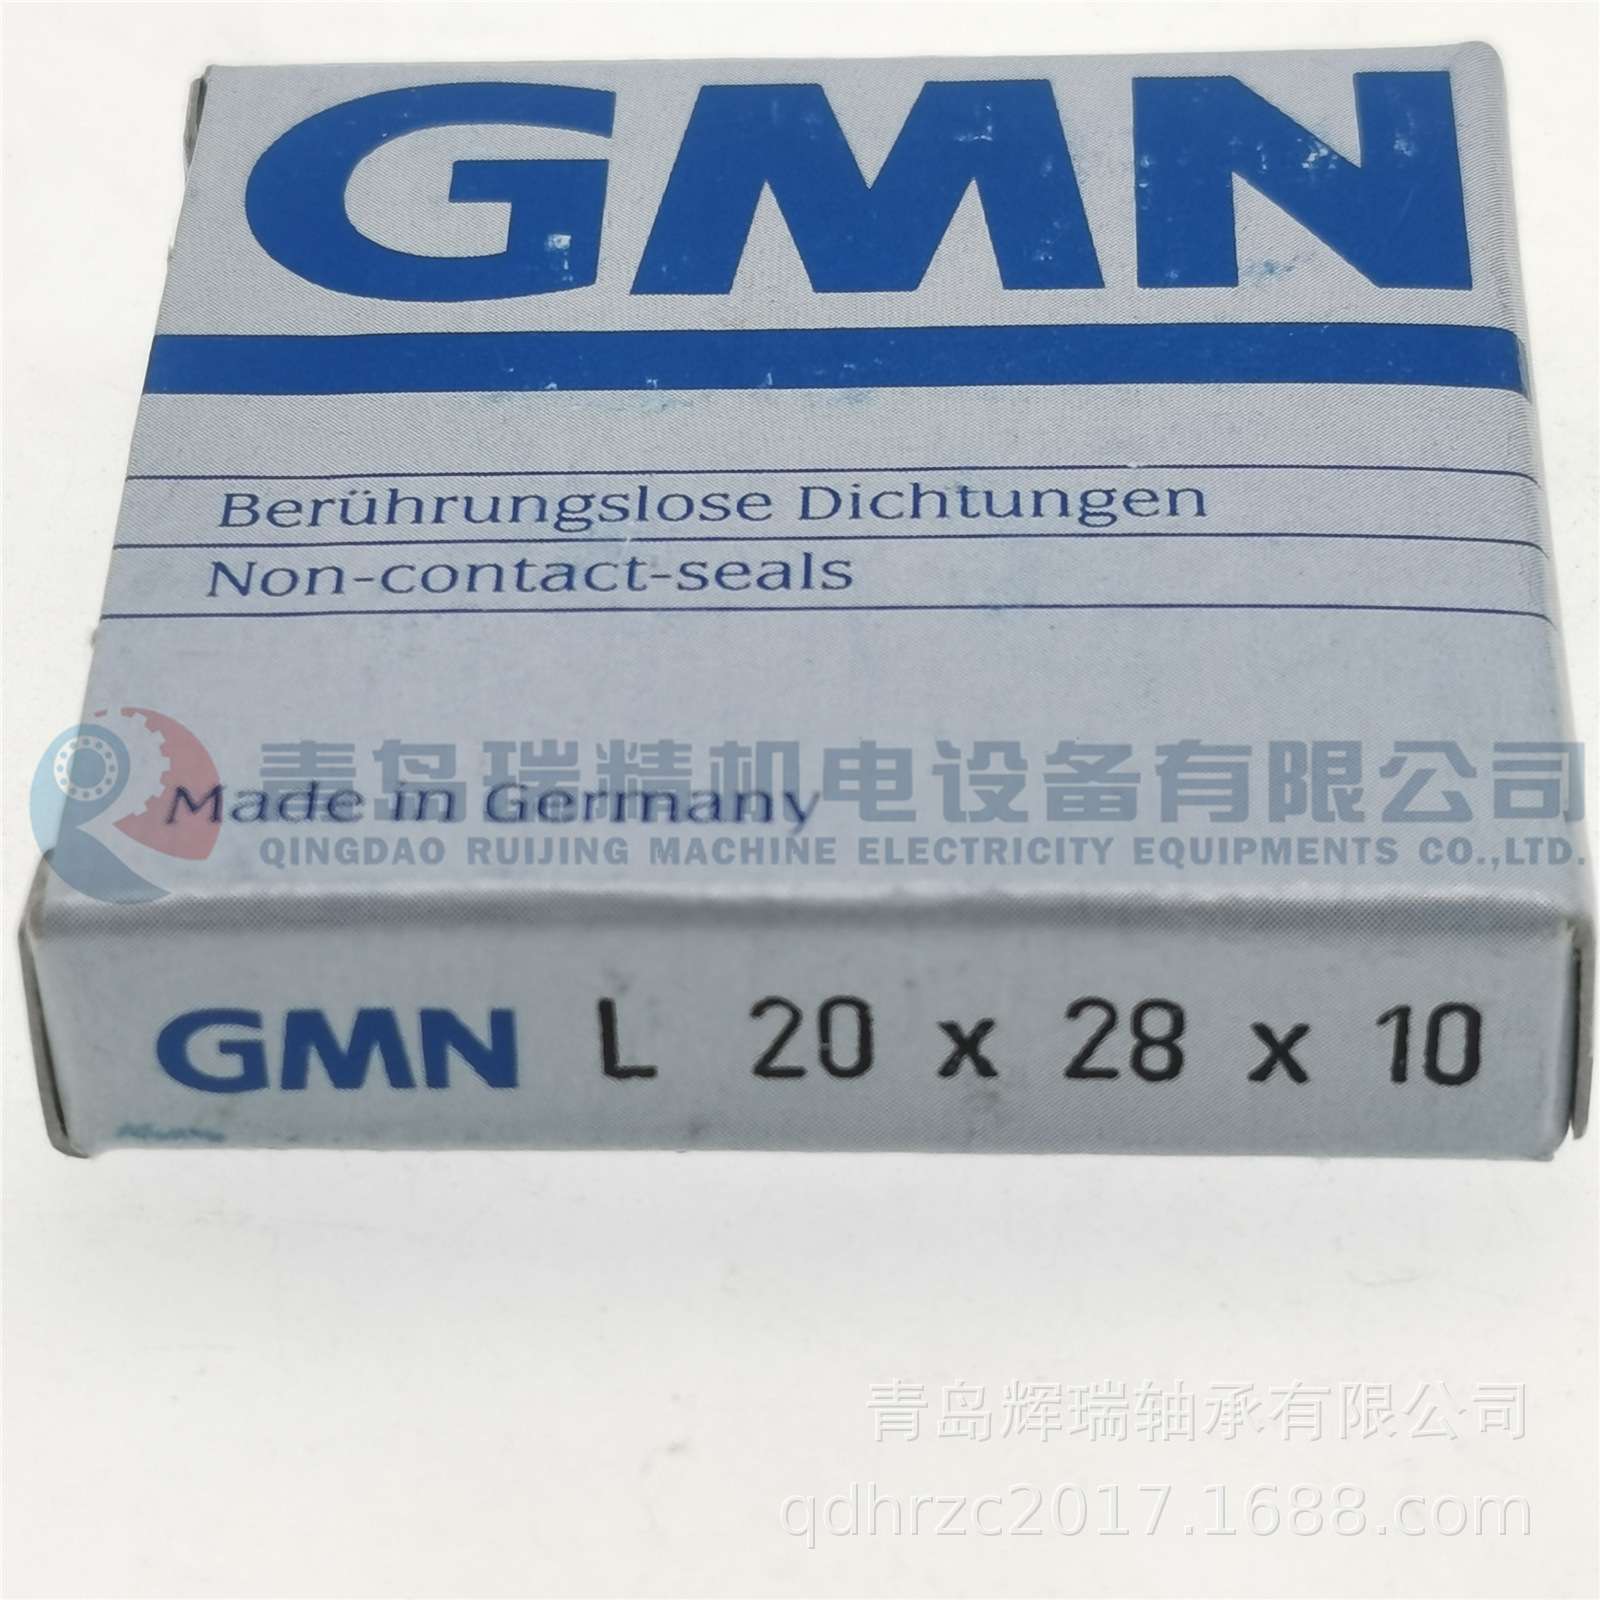 GMN
Berührungslose Dichtungen
Non-contact-seals
青岛瑞精机电设备有限公司
Made in Germany
QINGDAO RUIJING MACHINE ELECTRICITY EQUIPMENTS CO.,LTD.
GMN L 20 x 28 x 10
青岛辉瑞轴承有限公司
qdhrzc2017.1688.com